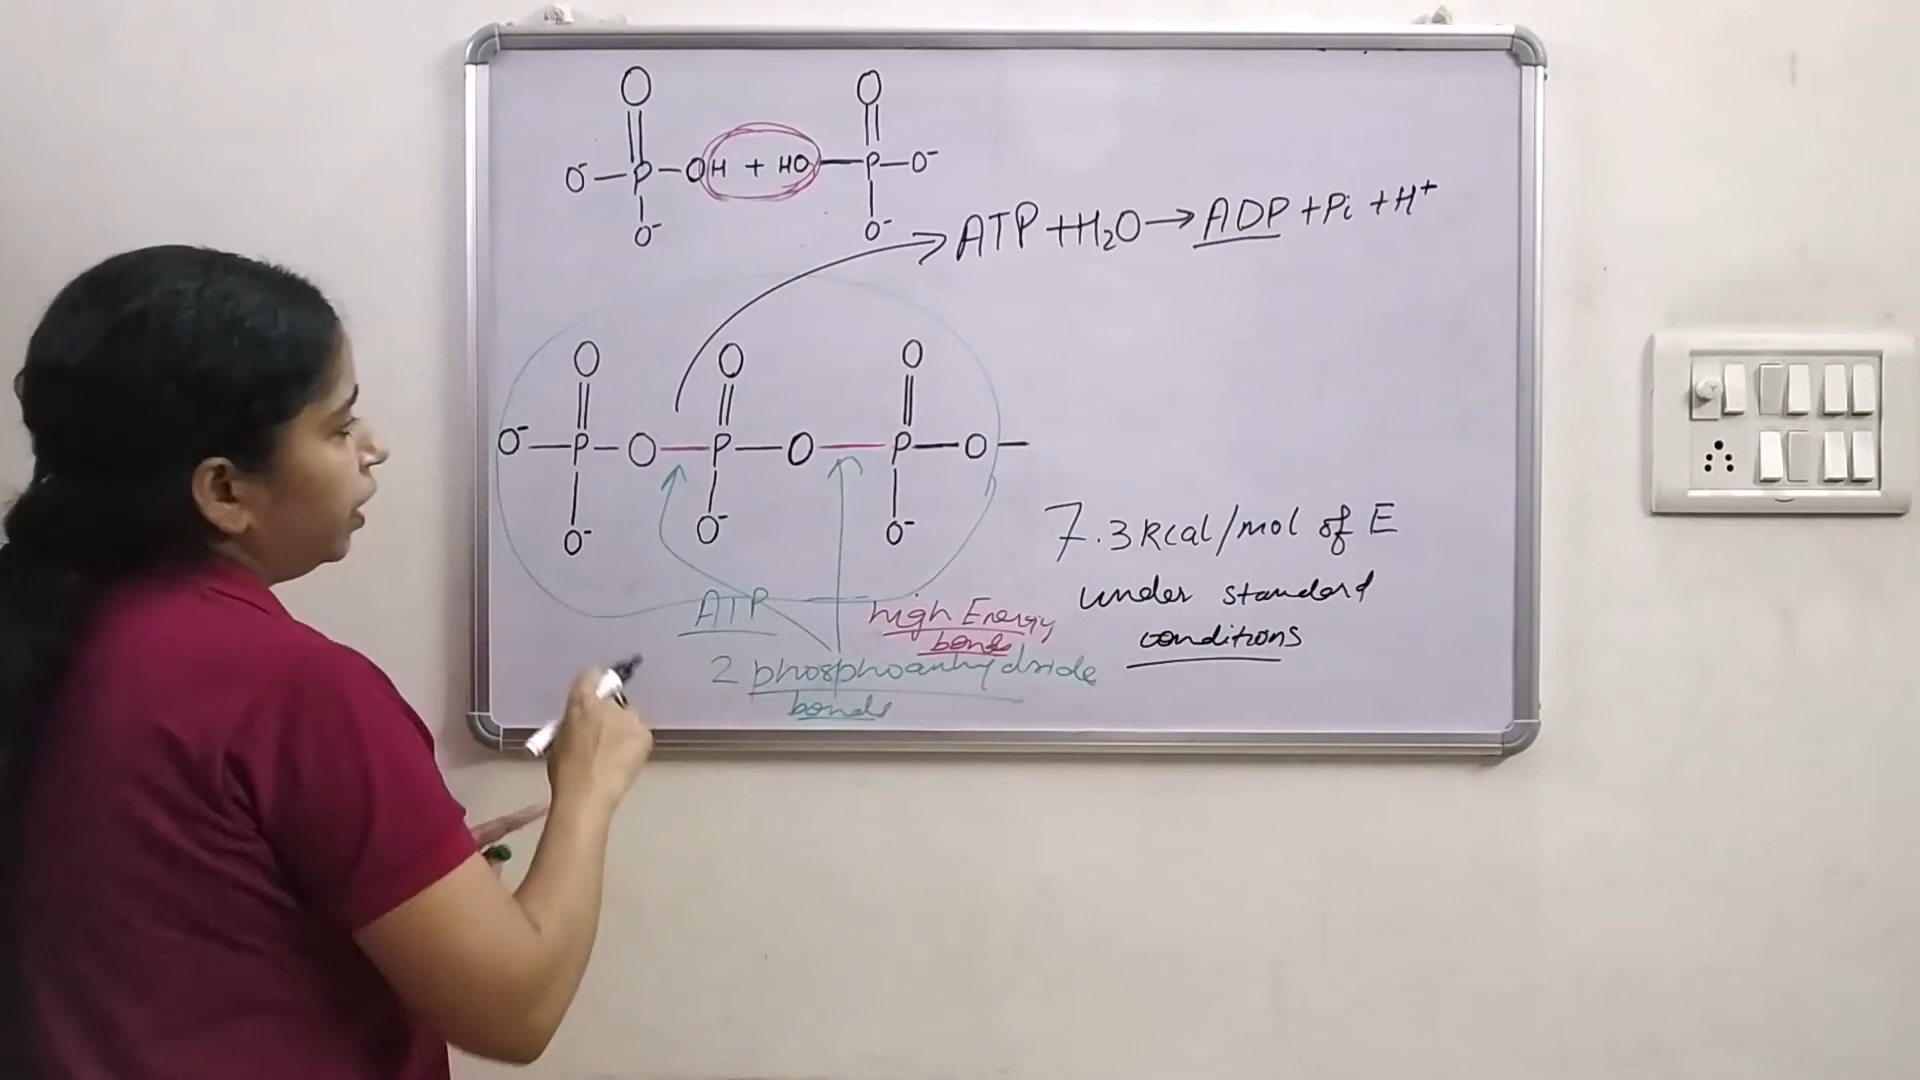 O O
O⁻ — P — OH + HO — P — O⁻
O⁻ O⁻
ATP + H₂O → ADP + Pi + H⁺
O O O
O⁻ — P — O — P — O — P — O —
O⁻ O⁻ O⁻
7.3 Kcal/mol of E
under standard
conditions
ATP
high Energy
bonds
2 phosphoanhydride
bonds